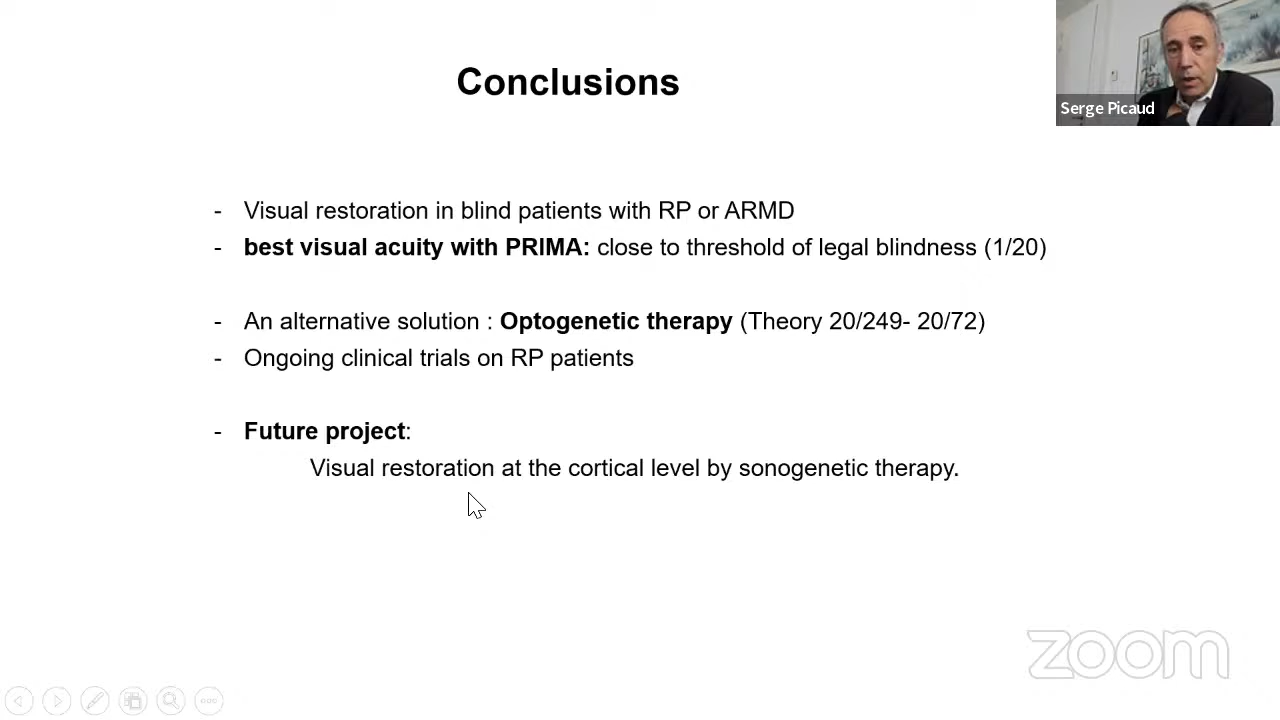 Conclusions
Serge Picaud
- Visual restoration in blind patients with RP or ARMD
- best visual acuity with PRIMA: close to threshold of legal blindness (1/20)
- An alternative solution : Optogenetic therapy (Theory 20/249- 20/72)
- Ongoing clinical trials on RP patients
- Future project:
Visual restoration at the cortical level by sonogenetic therapy.
zoom